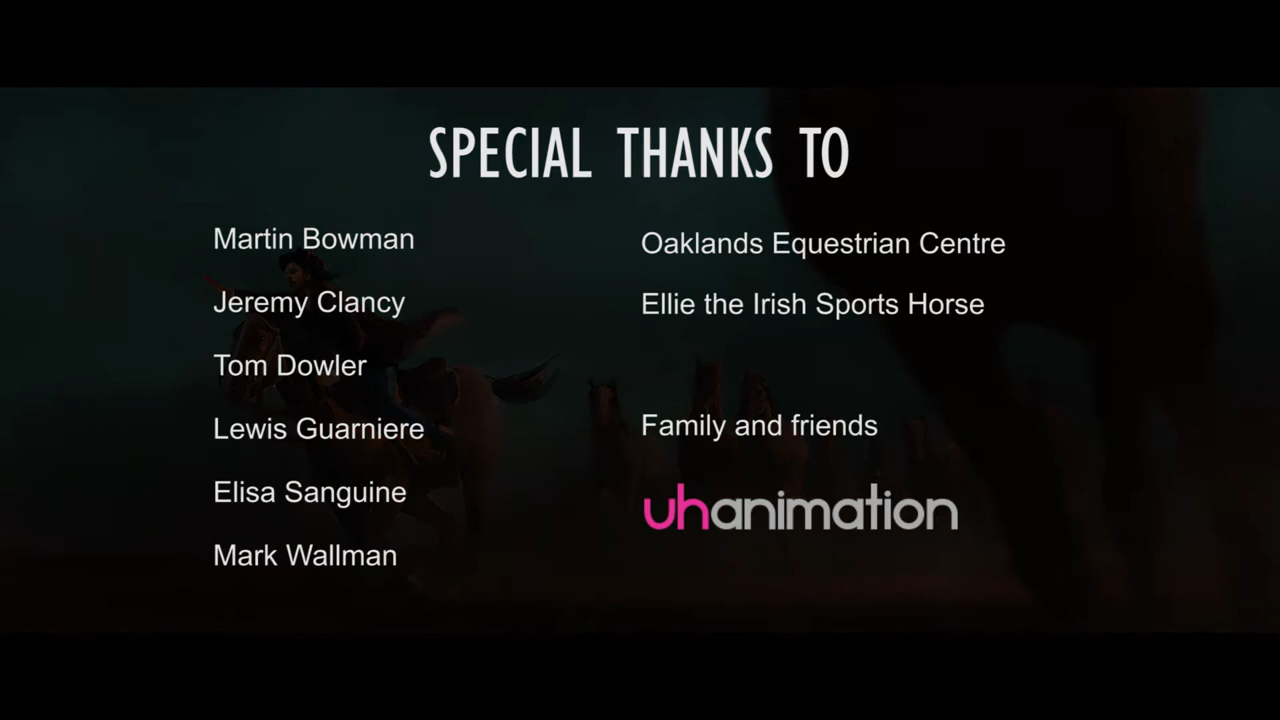 SPECIAL THANKS TO
Martin Bowman
Jeremy Clancy
Tom Dowler
Lewis Guarniere
Elisa Sanguine
Mark Wallman
Oaklands Equestrian Centre
Ellie the Irish Sports Horse
Family and friends
uhanimation